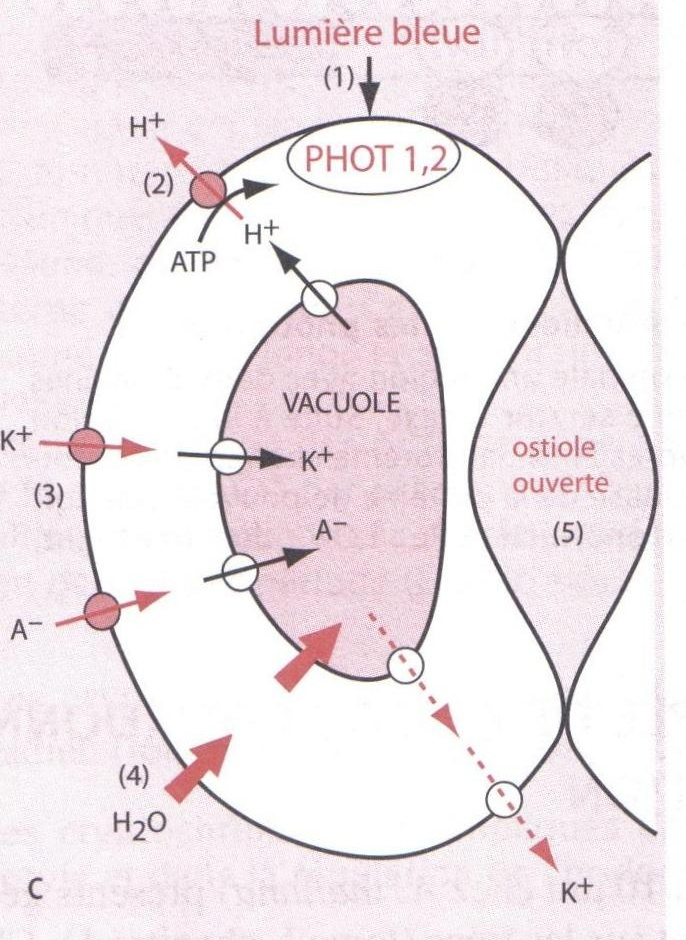 Lumière bleue
(1)
H+
PHOT 1,2
(2)
H+
ATP
VACUOLE
K+
K+
ostiole
ouverte
(3)
A−
(5)
A−
(4)
H2O
C
K+